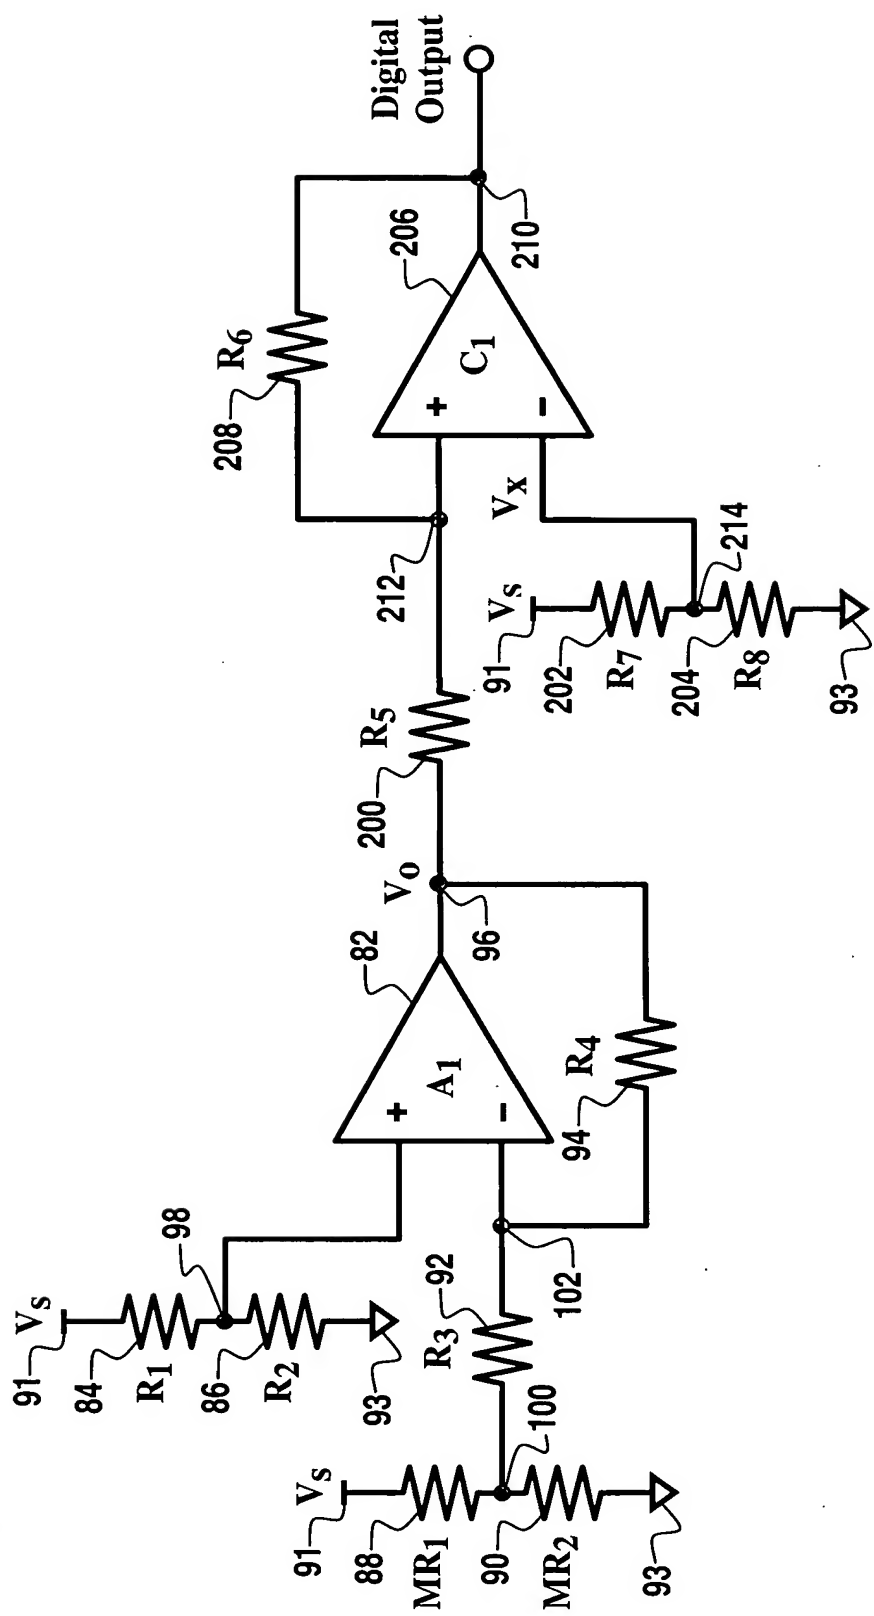 Digital
Output
210
206
C₁
+
−
R₆
208
212
Vₓ
214
Vₛ
91
202
R₇
204
R₈
93
R₅
200
Vₒ
96
82
A₁
+
−
R₄
94
98
Vₛ
91
84
R₁
86
R₂
93
102
92
R₃
100
Vₛ
91
88
MR₁
90
MR₂
93